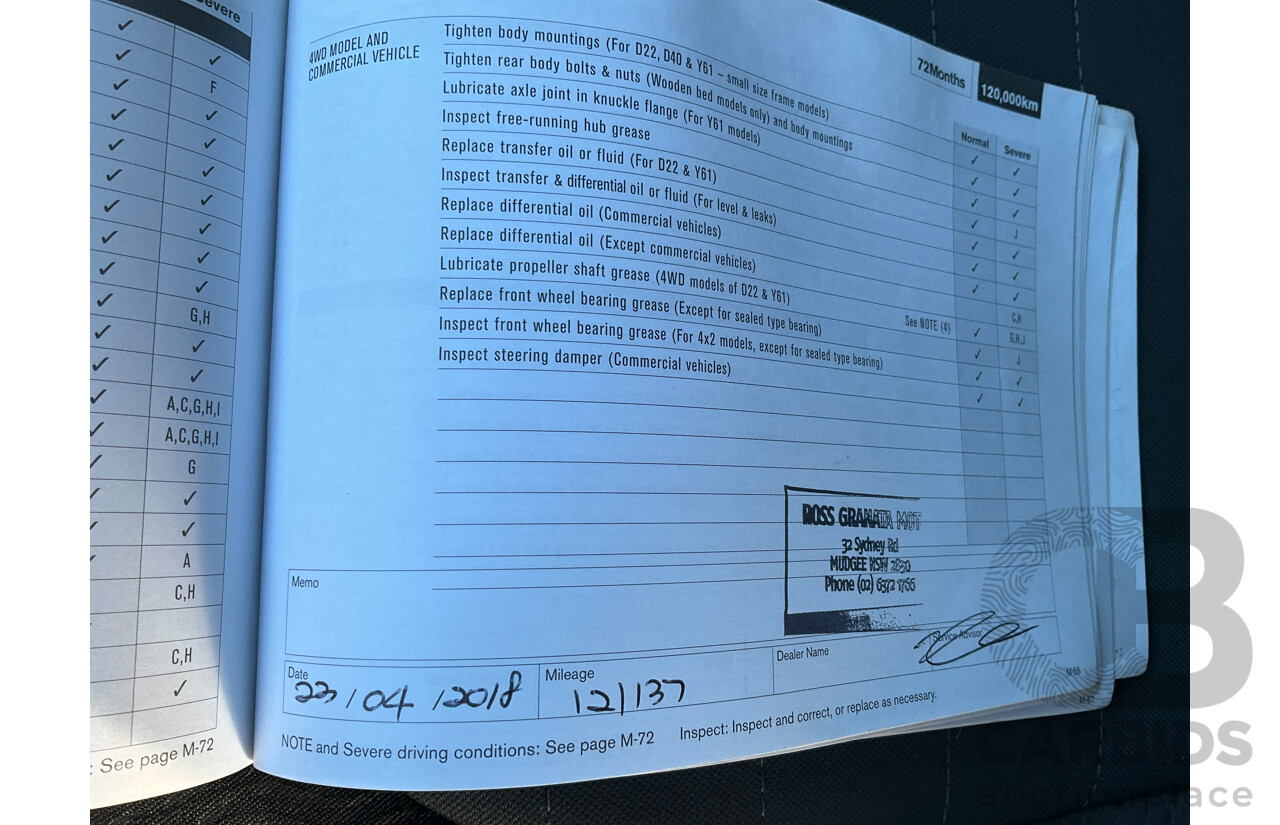 Severe
✓ ✓
✓ F
✓ ✓
✓ ✓
✓ ✓
✓ ✓
✓ ✓
✓ ✓
✓ ✓
✓ G,H
✓ ✓
✓ ✓
✓ A,C,G,H,I
✓ A,C,G,H,I
✓ G
✓ ✓
✓ ✓
✓ A
C,H
C,H
✓
: See page M-72
72Months 120,000km
Normal Severe
4WD MODEL AND
COMMERCIAL VEHICLE
Tighten body mountings (For D22, D40 & Y61 – small size frame models) ✓ ✓
Tighten rear body bolts & nuts (Wooden bed models only) and body mountings ✓ ✓
Lubricate axle joint in knuckle flange (For Y61 models) ✓ ✓
Inspect free-running hub grease ✓ J
Replace transfer oil or fluid (For D22 & Y61) ✓ ✓
Inspect transfer & differential oil or fluid (For level & leaks) ✓ ✓
Replace differential oil (Commercial vehicles) ✓ ✓
Replace differential oil (Except commercial vehicles) C,H
Lubricate propeller shaft grease (4WD models of D22 & Y61) See NOTE (4) ✓ G,H,J
Replace front wheel bearing grease (Except for sealed type bearing) ✓ J
Inspect front wheel bearing grease (For 4x2 models, except for sealed type bearing) ✓ ✓
Inspect steering damper (Commercial vehicles) ✓ ✓
ROSS GRANATA MOT
32 Sydney Rd
MUDGEE NSW 2850
Phone (02) 6372 1766
Memo
Date
23/04/2018
Mileage
121137
Dealer Name
Service Advisor
M-65
M-67
NOTE and Severe driving conditions: See page M-72
Inspect: Inspect and correct, or replace as necessary.